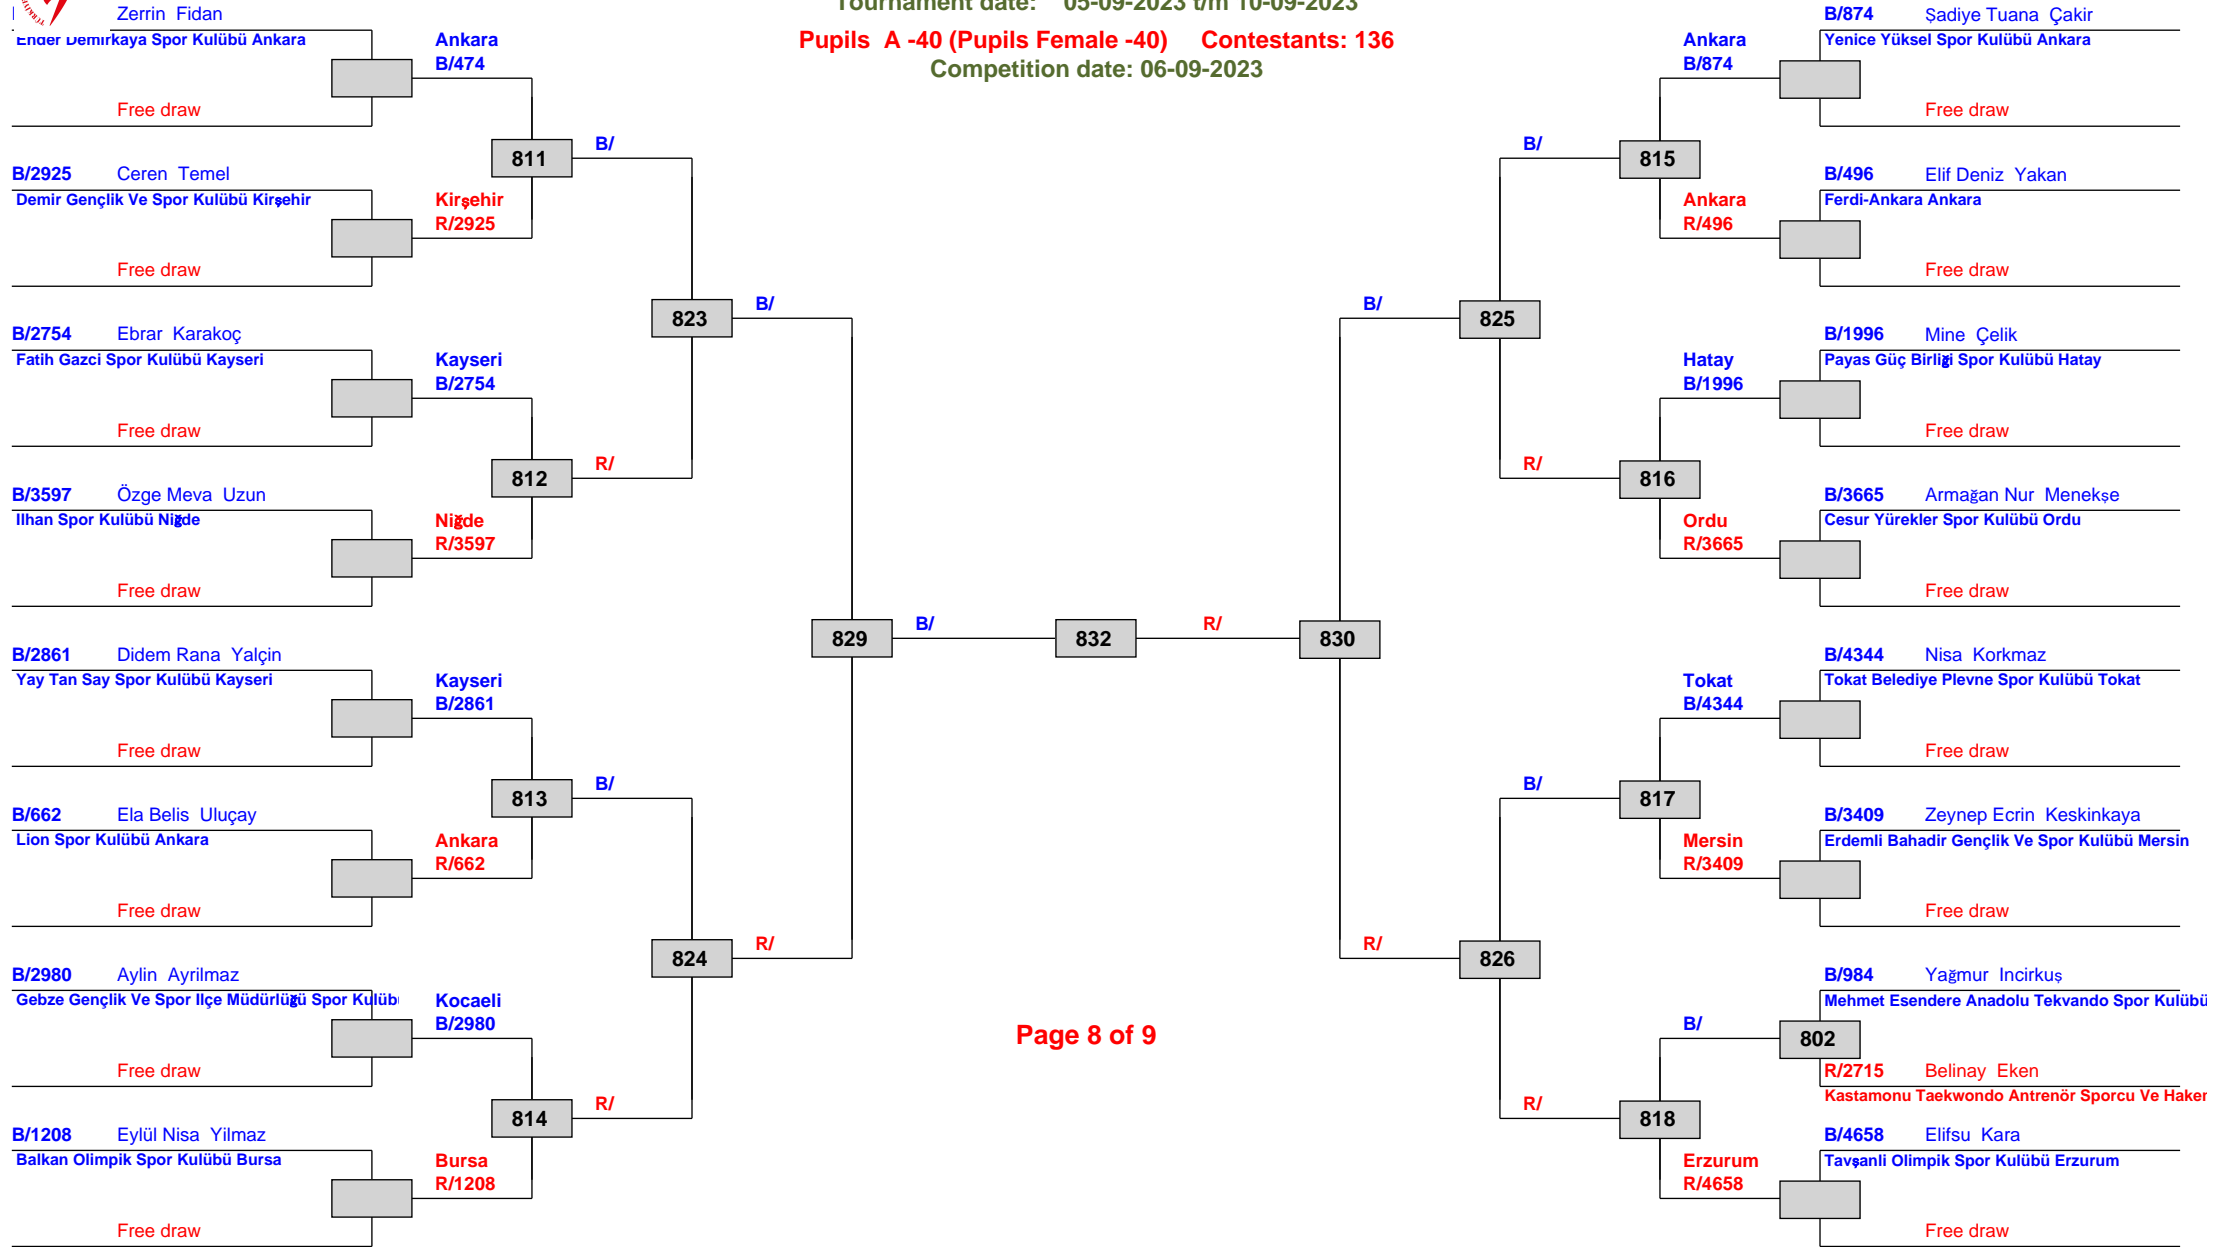 Tournament date: 05-09-2023 t/m 10-09-2023
Pupils A -40 (Pupils Female -40) Contestants: 136
Competition date: 06-09-2023
Zerrin Fidan
Ender Demirkaya Spor Kulübü Ankara
Free draw
Ankara
B/474
811
B/2925 Ceren Temel
Demir Gençlik Ve Spor Kulübü Kirşehir
Free draw
Kirşehir
R/2925
B/
823
B/2754 Ebrar Karakoç
Fatih Gazci Spor Kulübü Kayseri
Free draw
Kayseri
B/2754
812
B/3597 Özge Meva Uzun
Ilhan Spor Kulübü Niğde
Free draw
Niğde
R/3597
R/
B/
829
B/2861 Didem Rana Yalçin
Yay Tan Say Spor Kulübü Kayseri
Free draw
Kayseri
B/2861
813
B/662 Ela Belis Uluçay
Lion Spor Kulübü Ankara
Free draw
Ankara
R/662
B/
824
B/2980 Aylin Ayrilmaz
Gebze Gençlik Ve Spor Ilçe Müdürlüğü Spor Kulüb
Free draw
Kocaeli
B/2980
814
B/1208 Eylül Nisa Yilmaz
Balkan Olimpik Spor Kulübü Bursa
Free draw
Bursa
R/1208
R/
R/
B/
832
R/
830
Page 8 of 9
B/874 Şadiye Tuana Çakir
Yenice Yüksel Spor Kulübü Ankara
Free draw
Ankara
B/874
815
B/496 Elif Deniz Yakan
Ferdi-Ankara Ankara
Free draw
Ankara
R/496
B/
825
B/1996 Mine Çelik
Payas Güç Birliği Spor Kulübü Hatay
Free draw
Hatay
B/1996
816
B/3665 Armağan Nur Menekşe
Cesur Yürekler Spor Kulübü Ordu
Free draw
Ordu
R/3665
R/
B/
B/4344 Nisa Korkmaz
Tokat Belediye Plevne Spor Kulübü Tokat
Free draw
Tokat
B/4344
817
B/3409 Zeynep Ecrin Keskinkaya
Erdemli Bahadir Gençlik Ve Spor Kulübü Mersin
Free draw
Mersin
R/3409
B/
826
R/
B/984 Yağmur Incirkuş
Mehmet Esendere Anadolu Tekvando Spor Kulübü
802
R/2715 Belinay Eken
Kastamonu Taekwondo Antrenör Sporcu Ve Haker
B/
818
B/4658 Elifsu Kara
Tavşanli Olimpik Spor Kulübü Erzurum
Free draw
Erzurum
R/4658
R/